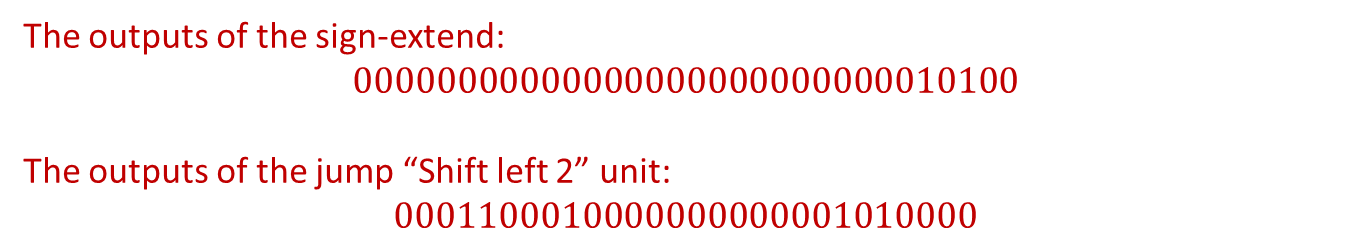 The outputs of the sign-extend:
00000000000000000000000000010100
The outputs of the jump “Shift left 2” unit:
0001100010000000000001010000